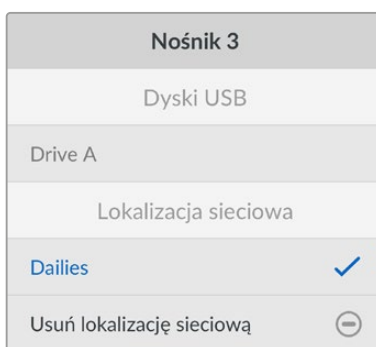 Nośnik 3
Dyski USB
Drive A
Lokalizacja sieciowa
Dailies
Usuń lokalizację sieciową